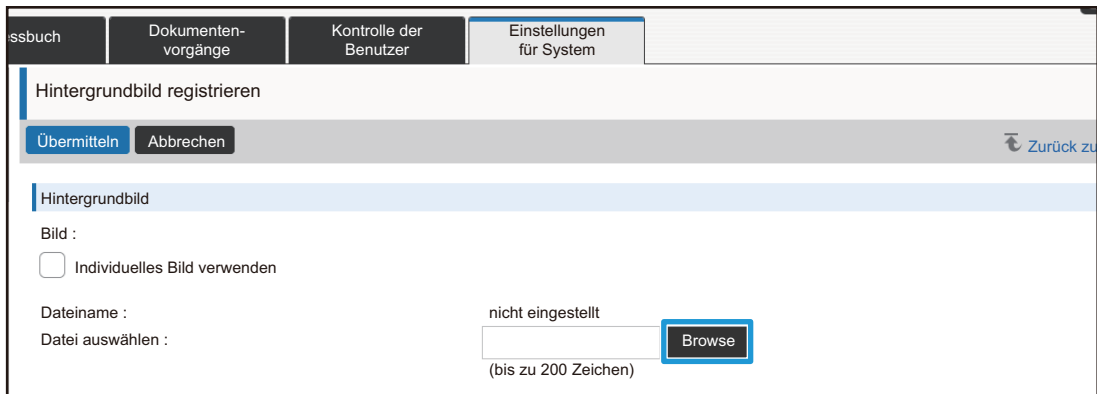 ssbuch
Dokumenten-
vorgänge
Kontrolle der
Benutzer
Einstellungen
für System
Hintergrundbild registrieren
Übermitteln
Abbrechen
Zurück zu
Hintergrundbild
Bild :
Individuelles Bild verwenden
Dateiname :
nicht eingestellt
Datei auswählen :
Browse
(bis zu 200 Zeichen)